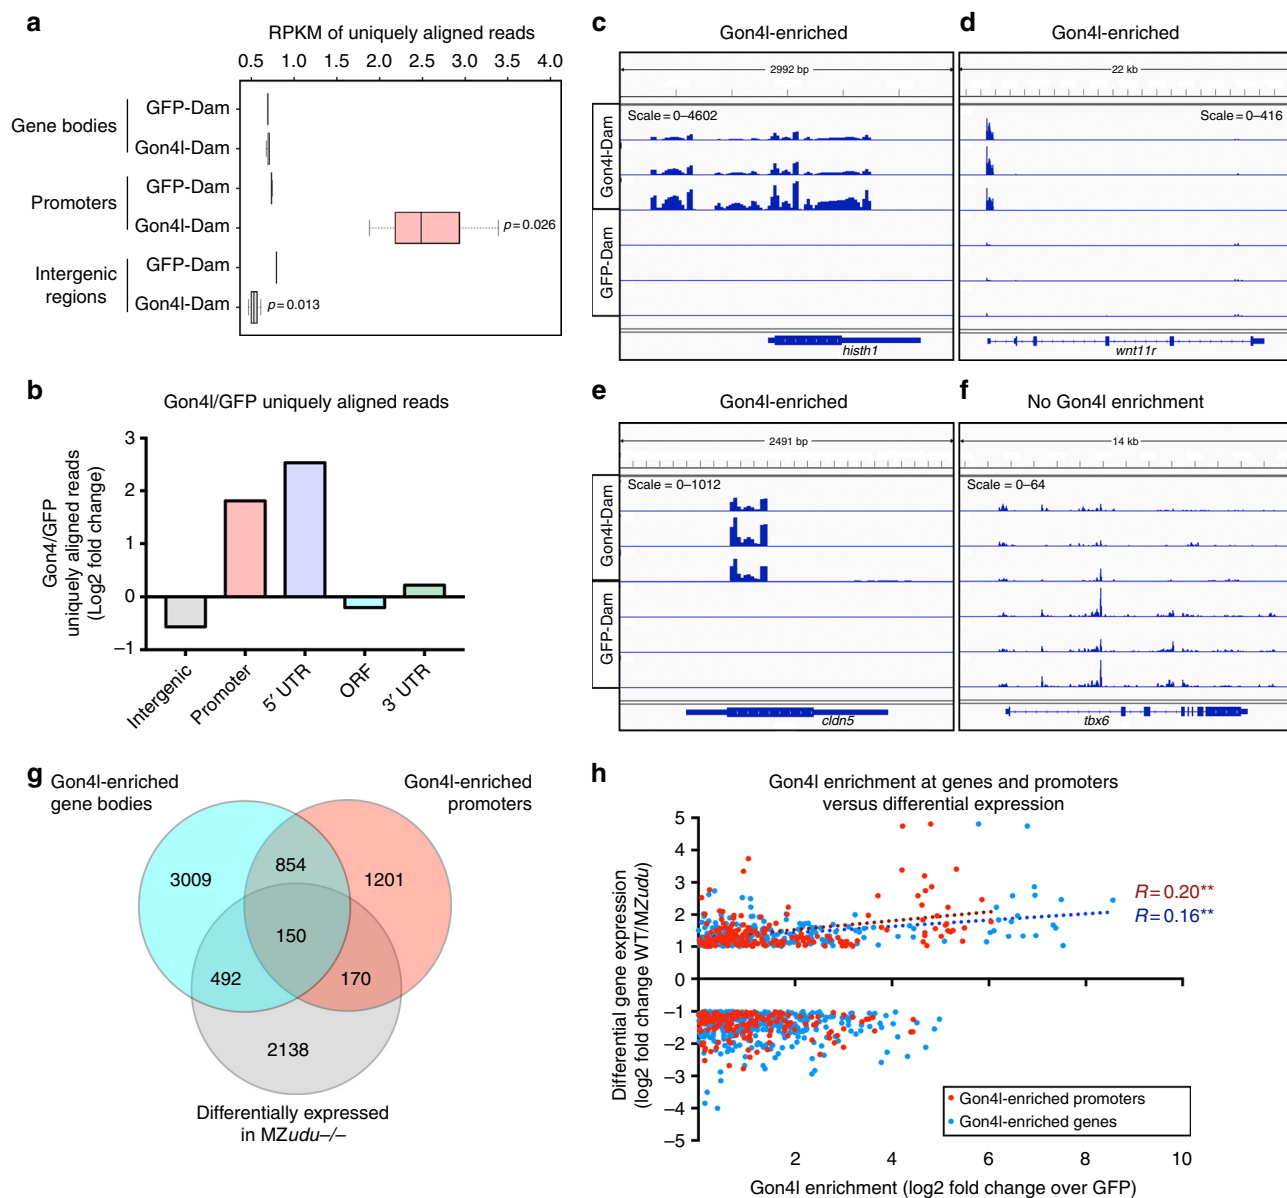 a
RPKM of uniquely aligned reads
0.5 1.0 1.5 2.0 2.5 3.0 3.5 4.0
Gene bodies
GFP-Dam
Gon4l-Dam
Promoters
GFP-Dam
Gon4l-Dam
p=0.026
Intergenic
regions
GFP-Dam
Gon4l-Dam
p=0.013
b
Gon4l/GFP uniquely aligned reads
Gon4/GFP
uniquely aligned reads
(Log2 fold change)
3
2
1
0
–1
Intergenic
Promoter
5′ UTR
ORF
3′ UTR
c
Gon4l-enriched
2992 bp
Scale=0–4602
Gon4l-Dam
GFP-Dam
histh1
d
Gon4l-enriched
22 kb
Scale=0–416
wnt11r
e
Gon4l-enriched
2491 bp
Scale = 0–1012
Gon4l-Dam
GFP-Dam
cldn5
f
No Gon4l enrichment
14 kb
Scale=0–64
tbx6
g
Gon4l-enriched
gene bodies
Gon4l-enriched
promoters
3009
854
1201
150
492
170
2138
Differentially expressed
in MZudu–/–
h
Gon4l enrichment at genes and promoters
versus differential expression
Differential gene expression
(log2 fold change WT/MZudu)
5
4
3
2
1
0
–1
–2
–3
–4
–5
R=0.20**
R=0.16**
Gon4l-enriched promoters
Gon4l-enriched genes
2 4 6 8 10
Gon4l enrichment (log2 fold change over GFP)